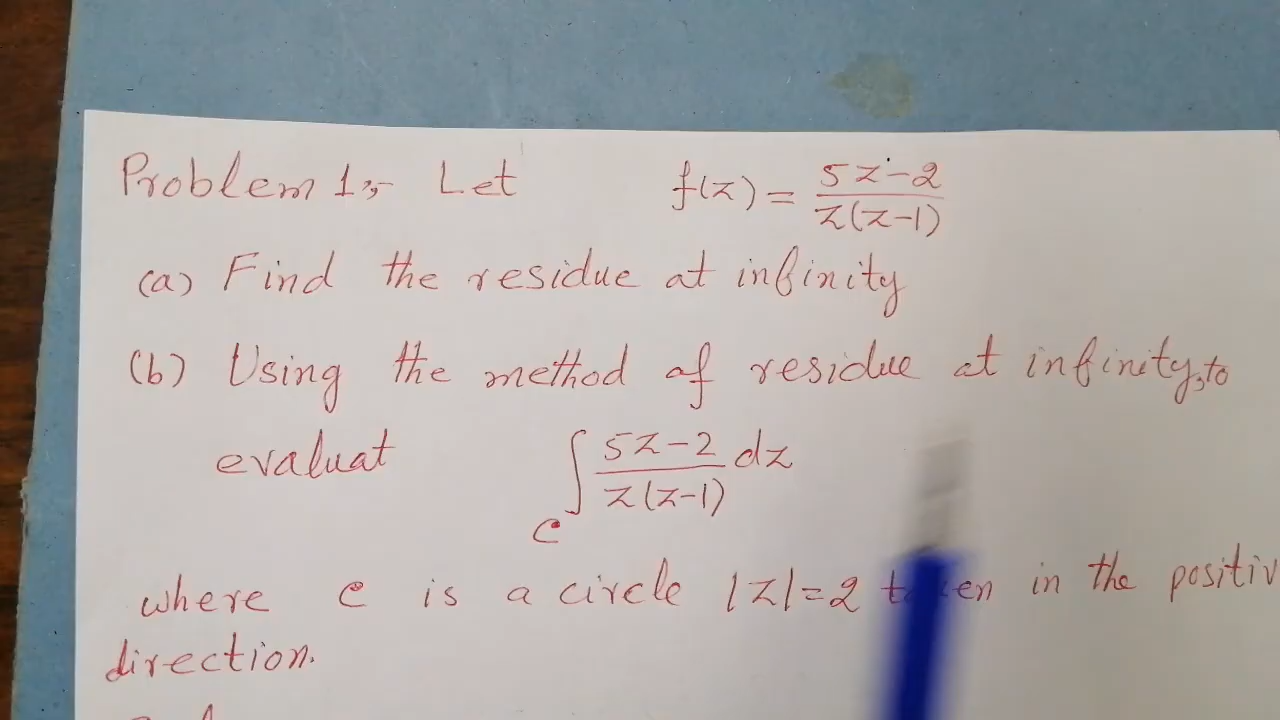 Problem 1:- Let f(z) = 5z-2 / z(z-1)
(a) Find the residue at infinity
(b) Using the method of residue at infinity, to
evaluat ∫c 5z-2 / z(z-1) dz
where c is a circle |z|=2 in the positiv
direction.